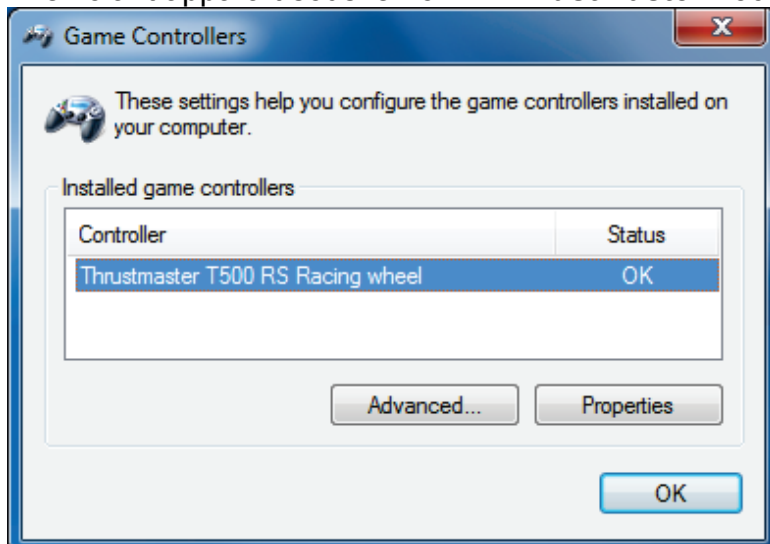 Game Controllers
These settings help you configure the game controllers installed on
your computer.
Installed game controllers
Controller Status
Thrustmaster T500 RS Racing wheel OK
Advanced... Properties
OK